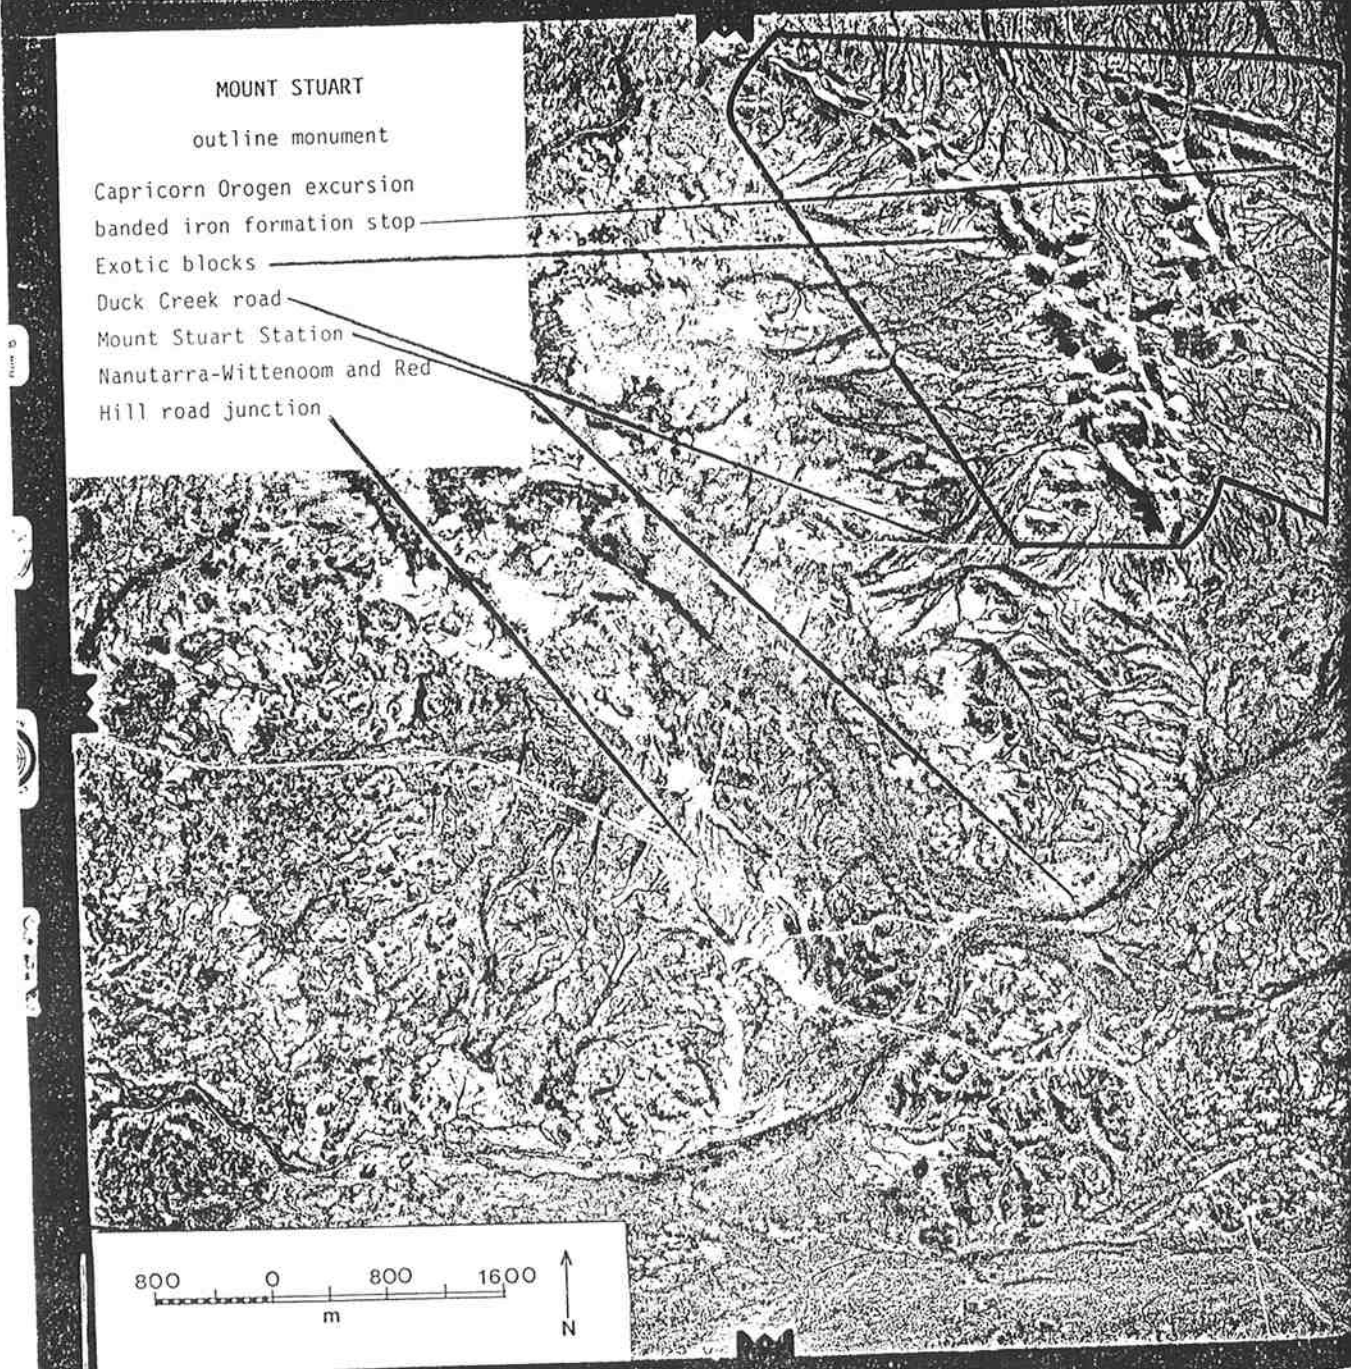 MOUNT STUART
outline monument
Capricorn Orogen excursion
banded iron formation stop
Exotic blocks
Duck Creek road
Mount Stuart Station
Nanutarra-Wittenoom and Red
Hill road junction
800 0 800 1600
m
N